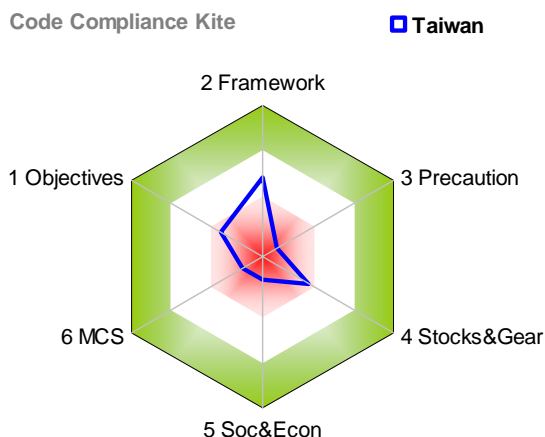 Code Compliance Kite
Taiwan
2 Framework
1 Objectives
3 Precaution
6 MCS
4 Stocks&Gear
5 Soc&Econ